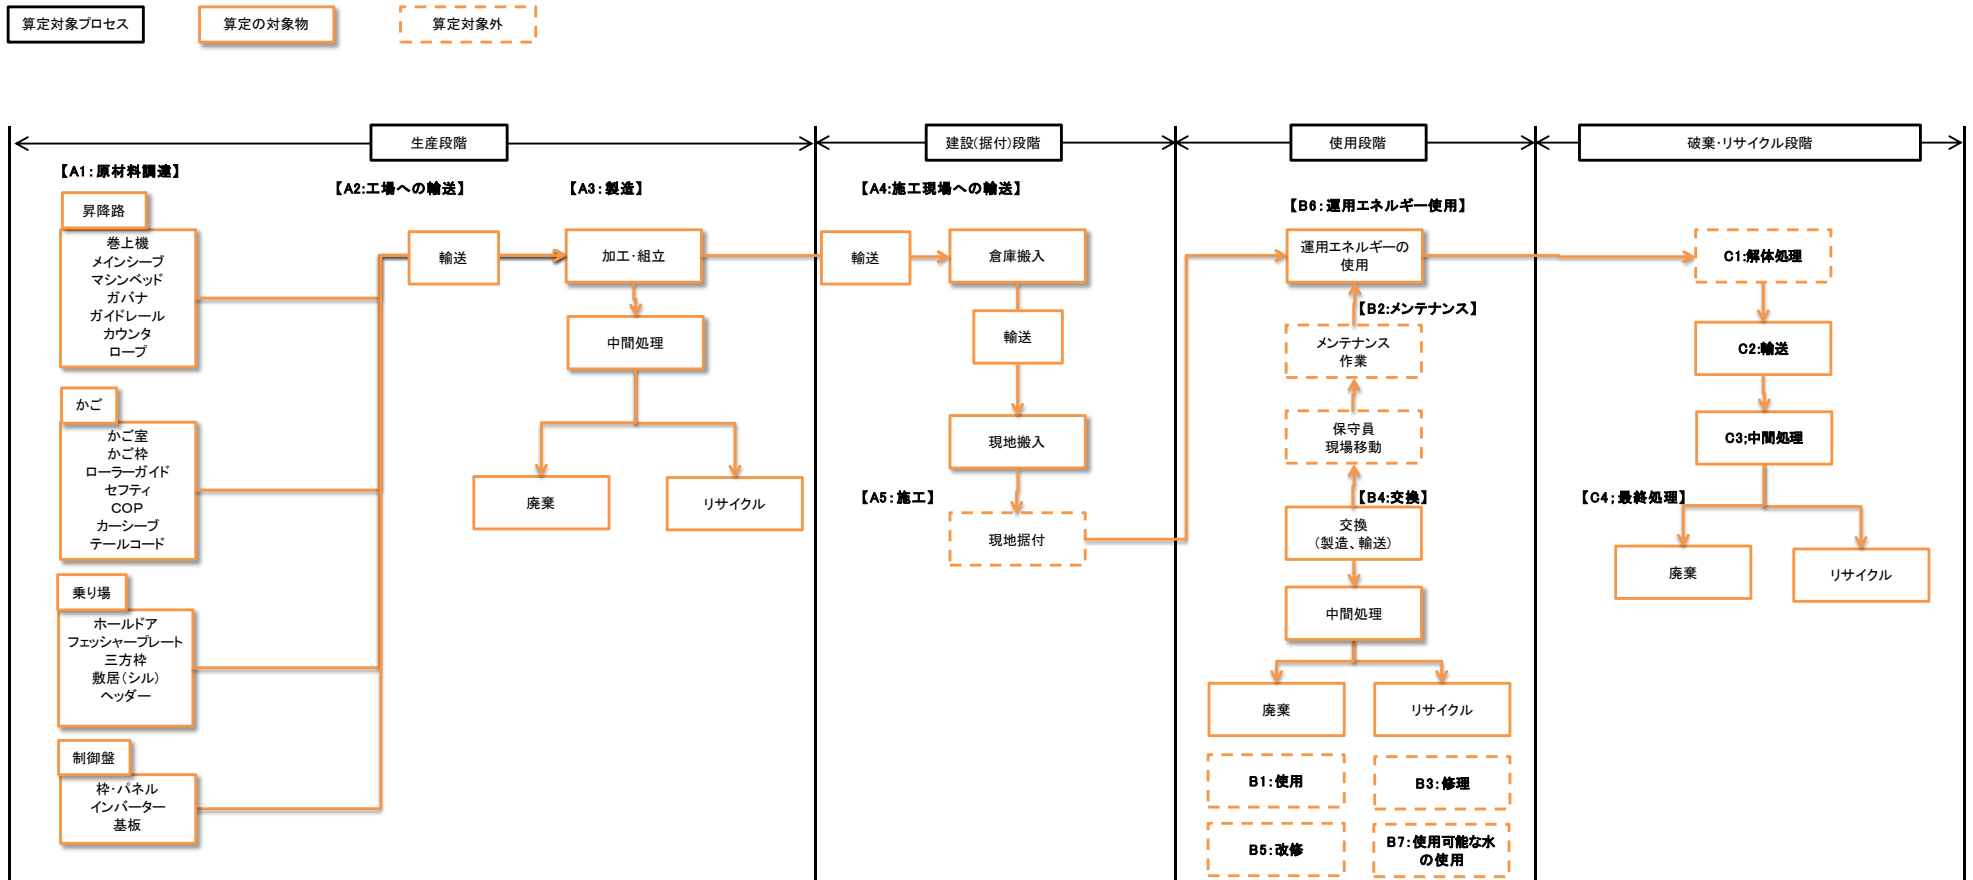 算定対象プロセス
算定の対象物
算定対象外
生産段階
建設(据付)段階
使用段階
破棄・リサイクル段階
【A1:原材料調達】
昇降路
巻上機
メインシーブ
マシンベッド
ガバナ
ガイドレール
カウンタ
ロープ
かご
かご室
かご枠
ローラーガイド
セフティ
COP
カーシーブ
テールコード
乗り場
ホールドア
フェッシャープレート
三方枠
敷居(シル)
ヘッダー
制御盤
枠・パネル
インバーター
基板
【A2:工場への輸送】
輸送
【A3:製造】
加工・組立
中間処理
廃棄
リサイクル
【A4:施工現場への輸送】
輸送
倉庫搬入
輸送
現地搬入
【A5:施工】
現地据付
【B6:運用エネルギー使用】
運用エネルギーの
使用
【B2:メンテナンス】
メンテナンス
作業
保守員
現場移動
【B4:交換】
交換
(製造、輸送)
中間処理
廃棄
リサイクル
B1:使用
B3:修理
B5:改修
B7:使用可能な水
の使用
C1:解体処理
C2:輸送
C3;中間処理
【C4;最終処理】
廃棄
リサイクル